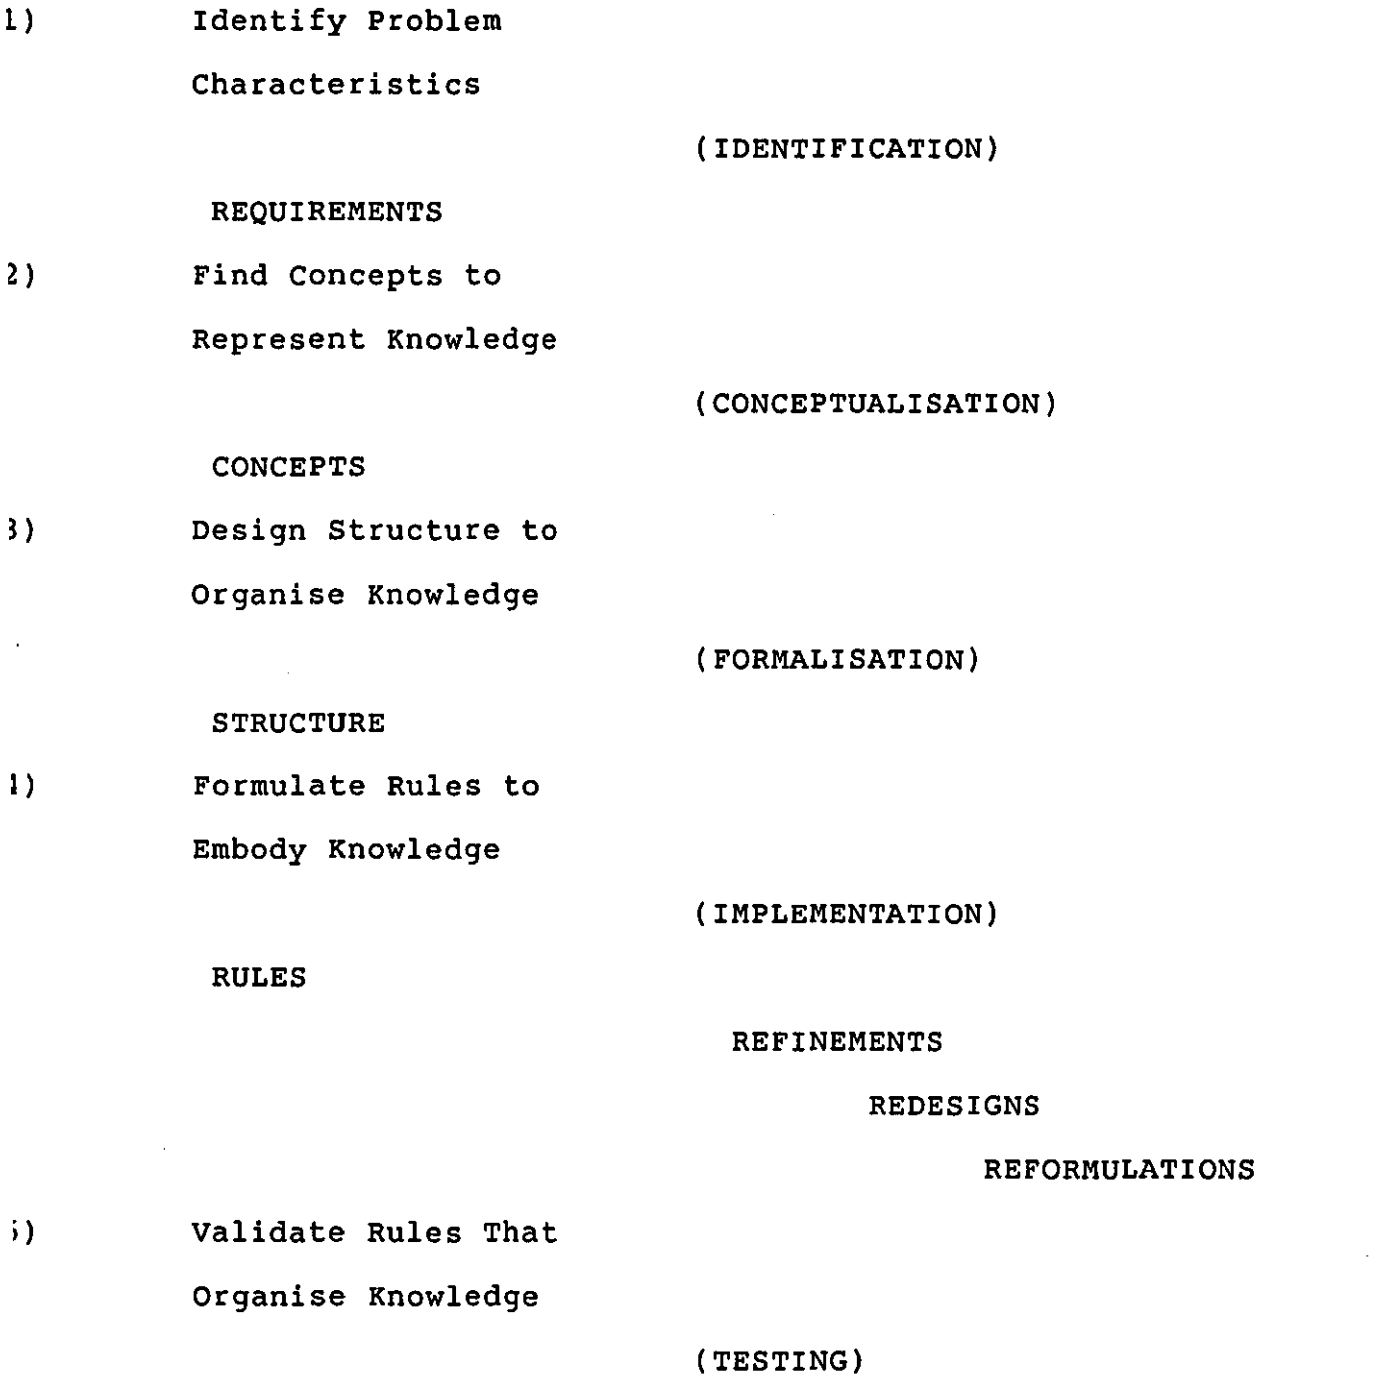 1) Identify Problem
Characteristics
(IDENTIFICATION)
REQUIREMENTS
2) Find Concepts to
Represent Knowledge
(CONCEPTUALISATION)
CONCEPTS
3) Design Structure to
Organise Knowledge
(FORMALISATION)
STRUCTURE
4) Formulate Rules to
Embody Knowledge
(IMPLEMENTATION)
RULES
REFINEMENTS
REDESIGNS
REFORMULATIONS
5) Validate Rules That
Organise Knowledge
(TESTING)